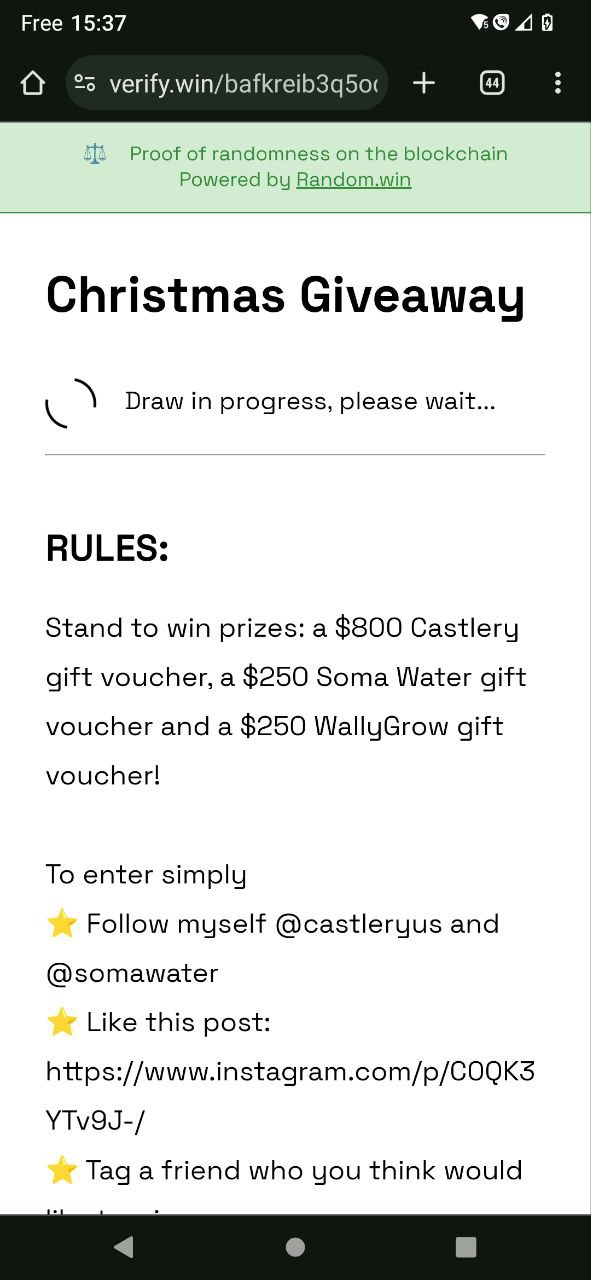 Free 15:37
verify.win/bafkreib3q5o
44
Proof of randomness on the blockchain
Powered by Random.win
Christmas Giveaway
Draw in progress, please wait...
RULES:
Stand to win prizes: a $800 Castlery
gift voucher, a $250 Soma Water gift
voucher and a $250 WallyGrow gift
voucher!
To enter simply
⭐ Follow myself @castleryus and
@somawater
⭐ Like this post:
https://www.instagram.com/p/C0QK3
YTv9J-/
⭐ Tag a friend who you think would